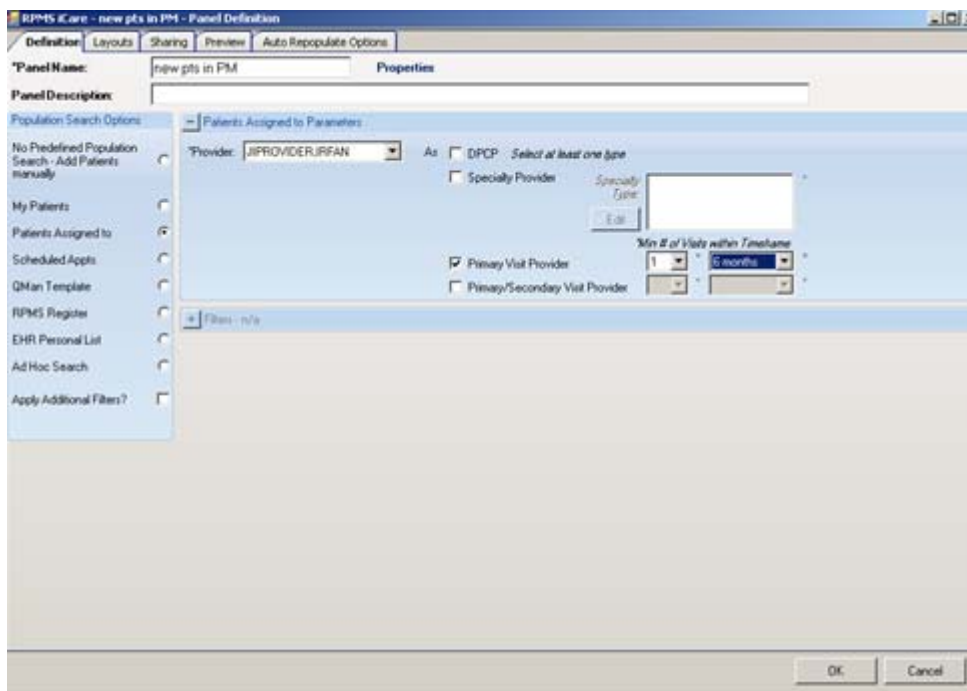 RPMS iCare - new pts in PM - Panel Definition
Definition Layouts Sharing Preview Auto Repopulate Options
*Panel Name: new pts in PM Properties
Panel Description:
Population Search Options
No Predefined Population
Search - Add Patients
manually
My Patients
Patients Assigned to
Scheduled Appts
QMan Template
RPMS Register
EHR Personal List
Ad Hoc Search
Apply Additional Filters?
Patients Assigned to Parameters
*Provider: JIPROVIDER,IRFAN As DPCP Select at least one type
Specialty Provider Specialty
Type:
Edit
*Min # of Visits within Timeframe
Primary Visit Provider 1 6 months
Primary/Secondary Visit Provider
Filters - n/a
OK Cancel